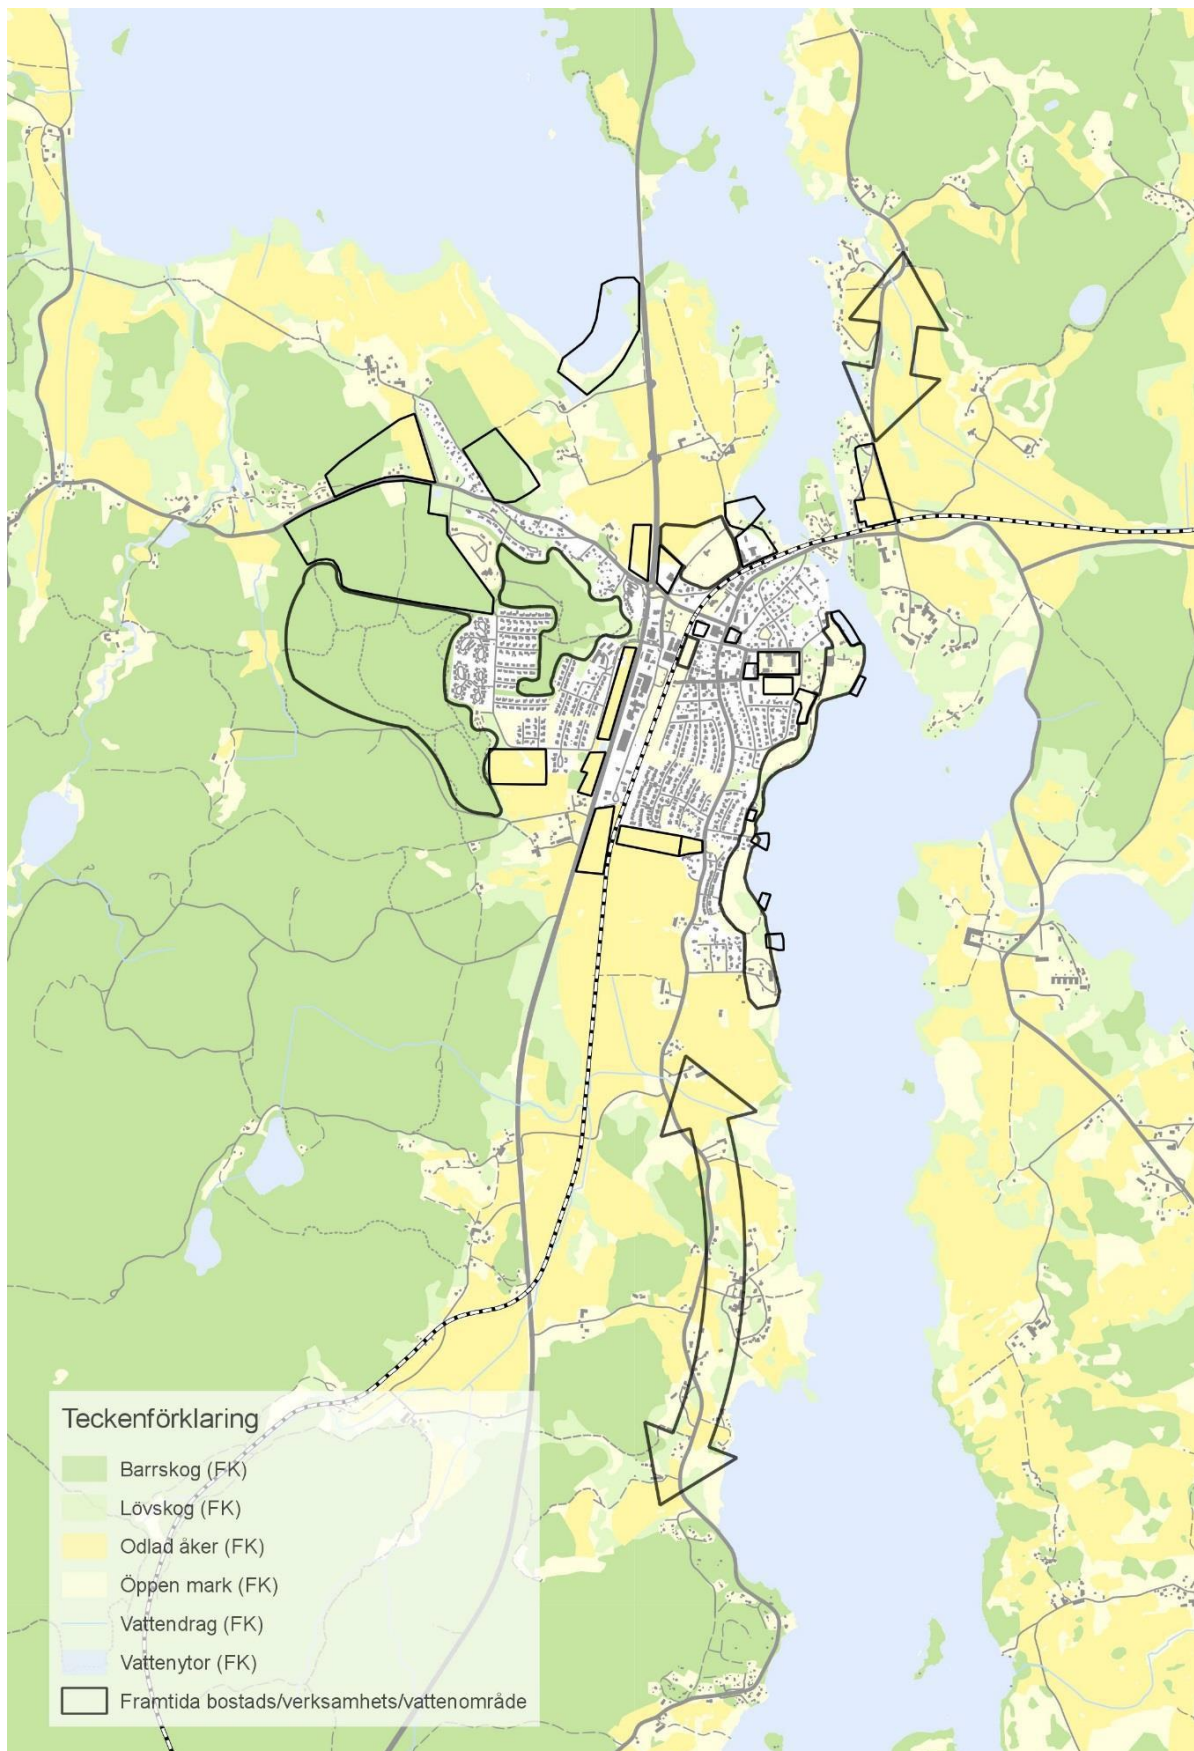 Teckenförklaring
Barrskog (FK)
Lövskog (FK)
Odlad åker (FK)
Öppen mark (FK)
Vattendrag (FK)
Vattenytor (FK)
Framtida bostads/verksamhets/vattenområde